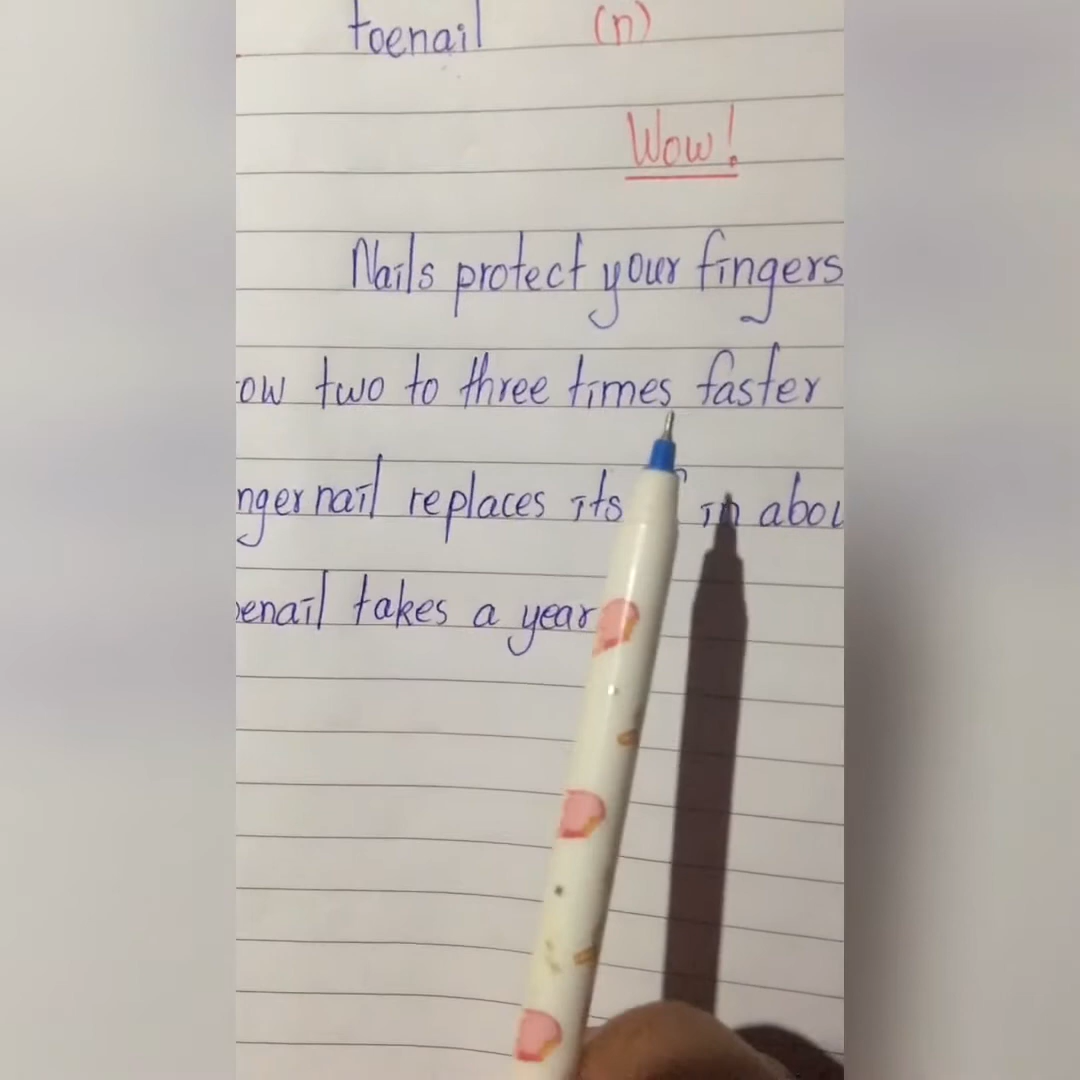 toenail (n)
Wow!
Nails protect your fingers
ow two to three times faster
ngernail replaces its in abou
enail takes a year